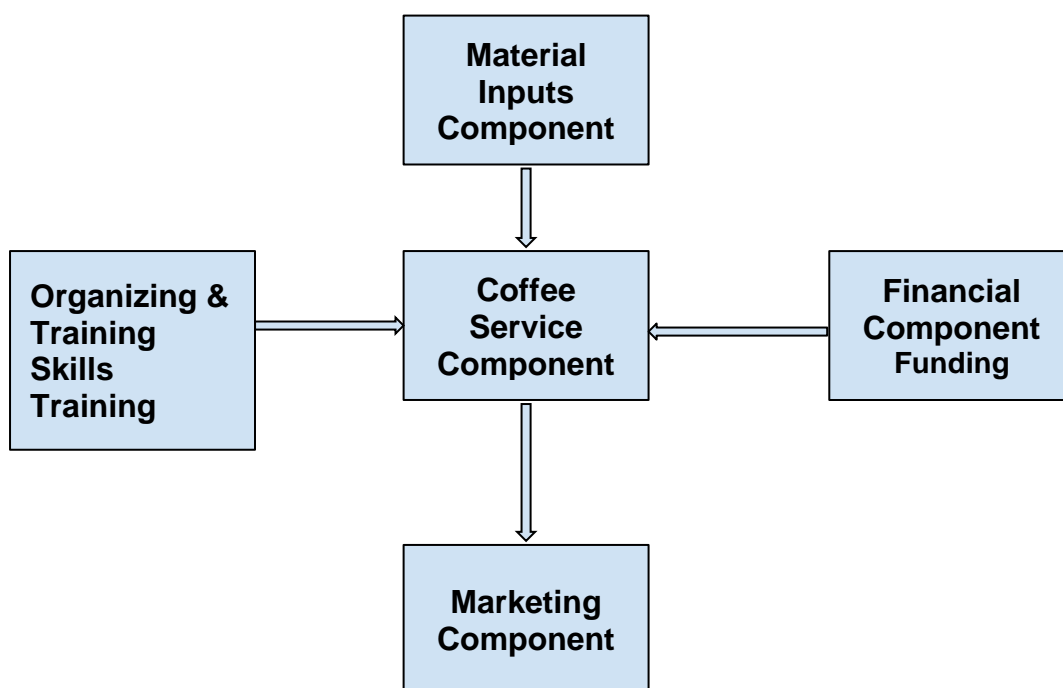 Material
Inputs
Component
Organizing &
Training
Skills
Training
Coffee
Service
Component
Financial
Component
Funding
Marketing
Component